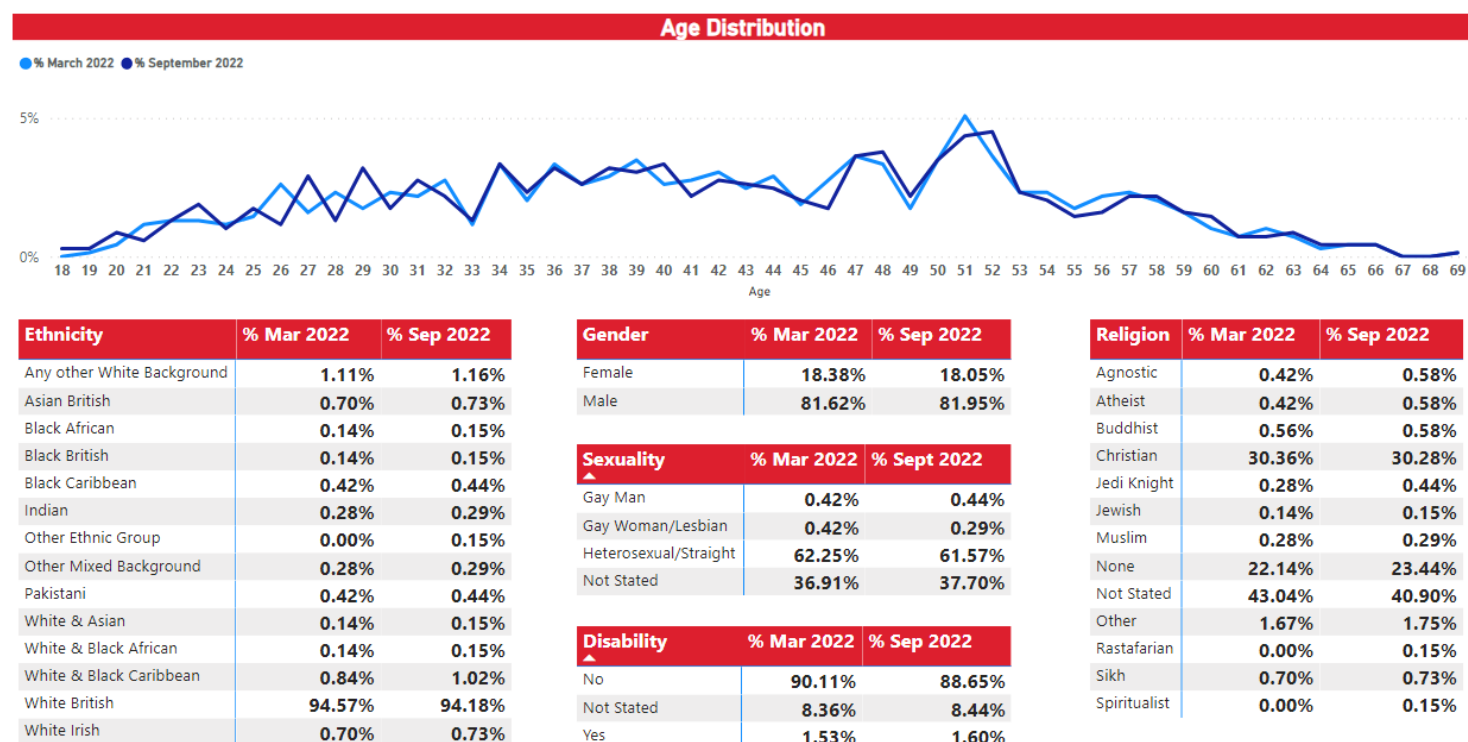 Age Distribution
% March 2022 % September 2022
5%
0%
18 19 20 21 22 23 24 25 26 27 28 29 30 31 32 33 34 35 36 37 38 39 40 41 42 43 44 45 46 47 48 49 50 51 52 53 54 55 56 57 58 59 60 61 62 63 64 65 66 67 68 69
Age
Ethnicity % Mar 2022 % Sep 2022
Any other White Background 1.11% 1.16%
Asian British 0.70% 0.73%
Black African 0.14% 0.15%
Black British 0.14% 0.15%
Black Caribbean 0.42% 0.44%
Indian 0.28% 0.29%
Other Ethnic Group 0.00% 0.15%
Other Mixed Background 0.28% 0.29%
Pakistani 0.42% 0.44%
White & Asian 0.14% 0.15%
White & Black African 0.14% 0.15%
White & Black Caribbean 0.84% 1.02%
White British 94.57% 94.18%
White Irish 0.70% 0.73%
Gender % Mar 2022 % Sep 2022
Female 18.38% 18.05%
Male 81.62% 81.95%
Sexuality % Mar 2022 % Sept 2022
Gay Man 0.42% 0.44%
Gay Woman/Lesbian 0.42% 0.29%
Heterosexual/Straight 62.25% 61.57%
Not Stated 36.91% 37.70%
Disability % Mar 2022 % Sep 2022
No 90.11% 88.65%
Not Stated 8.36% 8.44%
Yes 1.53% 1.60%
Religion % Mar 2022 % Sep 2022
Agnostic 0.42% 0.58%
Atheist 0.42% 0.58%
Buddhist 0.56% 0.58%
Christian 30.36% 30.28%
Jedi Knight 0.28% 0.44%
Jewish 0.14% 0.15%
Muslim 0.28% 0.29%
None 22.14% 23.44%
Not Stated 43.04% 40.90%
Other 1.67% 1.75%
Rastafarian 0.00% 0.15%
Sikh 0.70% 0.73%
Spiritualist 0.00% 0.15%